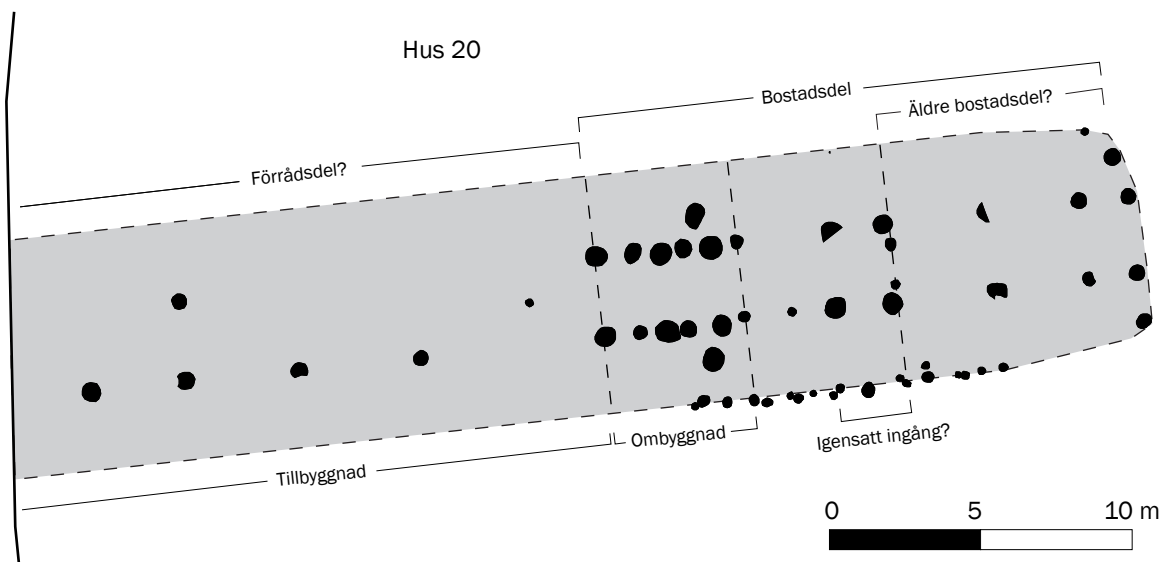 Hus 20
Bostadsdel
Äldre bostadsdel?
Förrådsdel?
Ombyggnad
Igensatt ingång?
Tillbyggnad
0 5 10 m